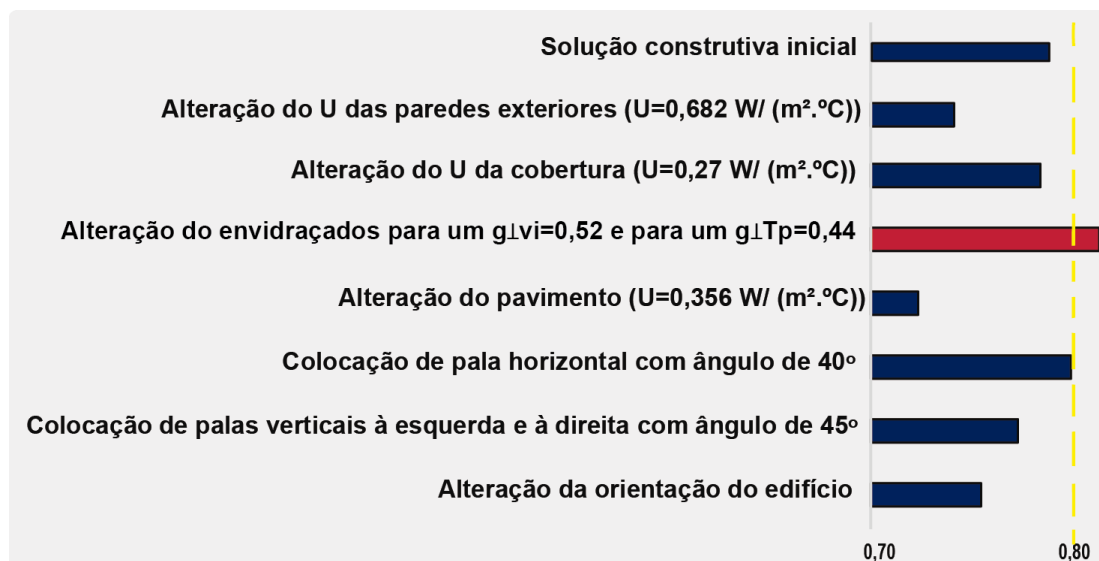 Solução construtiva inicial
Alteração do U das paredes exteriores (U=0,682 W/ (m².ºC))
Alteração do U da cobertura (U=0,27 W/ (m².ºC))
Alteração do envidraçados para um g⊥vi=0,52 e para um g⊥Tp=0,44
Alteração do pavimento (U=0,356 W/ (m².ºC))
Colocação de pala horizontal com ângulo de 40º
Colocação de palas verticais à esquerda e à direita com ângulo de 45º
Alteração da orientação do edifício
0,70 0,80